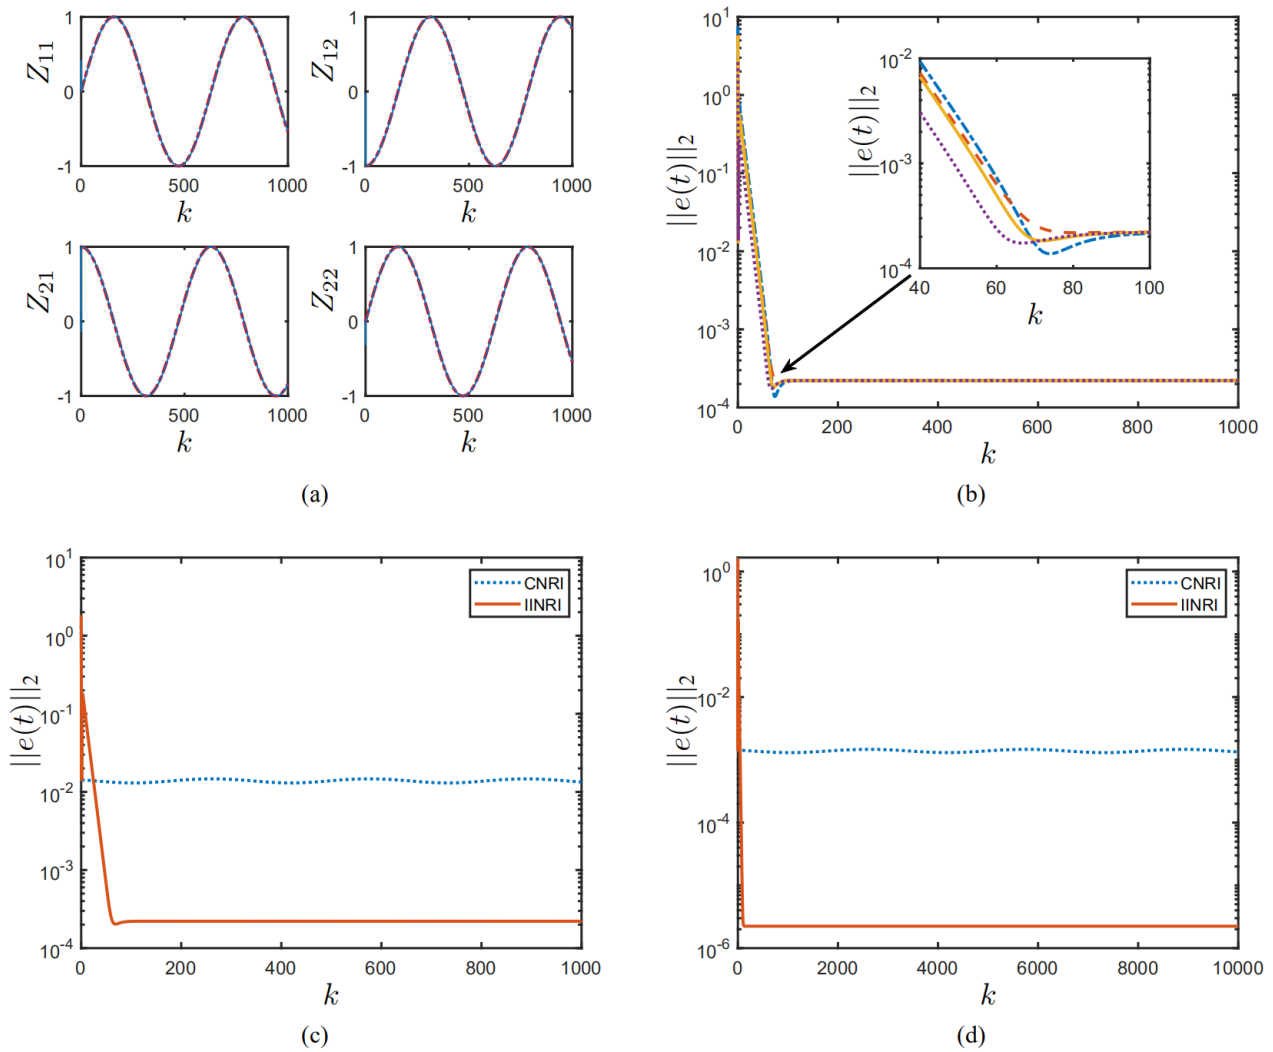 1
0
-1
Z11
0 500 1000
k
1
0
-1
Z12
0 500 1000
k
1
0
-1
Z21
0 500 1000
k
1
0
-1
Z22
0 500 1000
k
(a)
10^1
10^0
10^-1
10^-2
10^-3
10^-4
||e(t)||2
0 200 400 600 800 1000
k
10^-2
10^-3
10^-4
||e(t)||2
40 60 80 100
k
(b)
10^1
10^0
10^-1
10^-2
10^-3
10^-4
||e(t)||2
CNRI
IINRI
0 200 400 600 800 1000
k
(c)
10^0
10^-2
10^-4
10^-6
||e(t)||2
CNRI
IINRI
0 2000 4000 6000 8000 10000
k
(d)